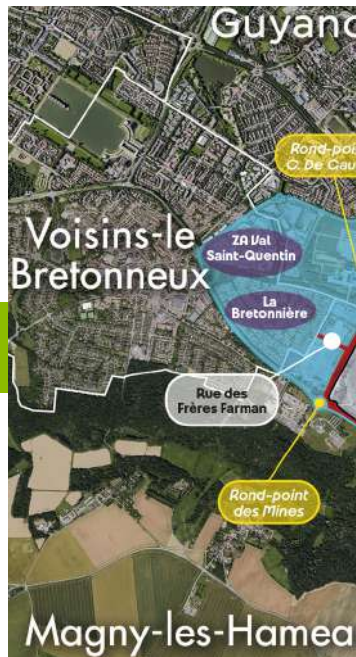 Guyanc
Rond-poi
C. De Gau
Voisins-le
Bretonneux
ZA Val
Saint-Quentin
La
Bretonnière
Rue des
Frères Farman
Rond-point
des Mines
Magny-les-Hamea